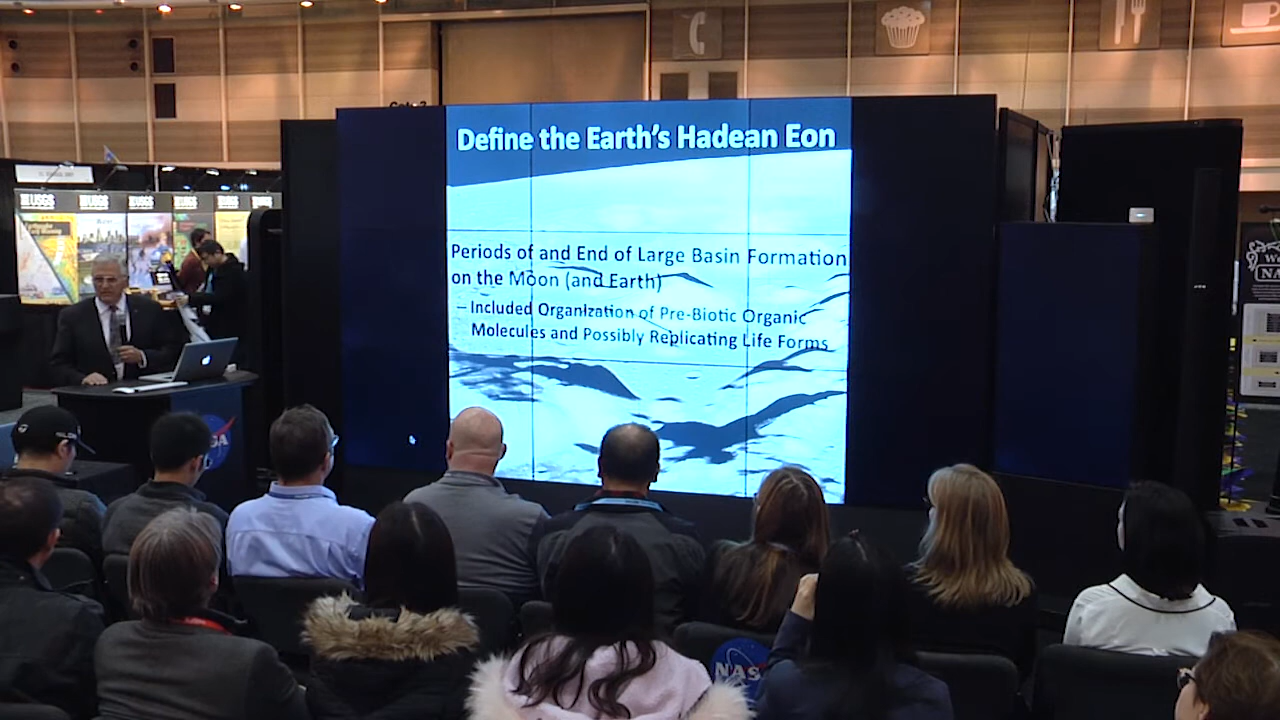 Define the Earth's Hadean Eon
Periods of and End of Large Basin Formation
on the Moon (and Earth)
– Included Organization of Pre-Biotic Organic
Molecules and Possibly Replicating Life Forms
USGS
USGS
USGS
USGS
USGS
NASA